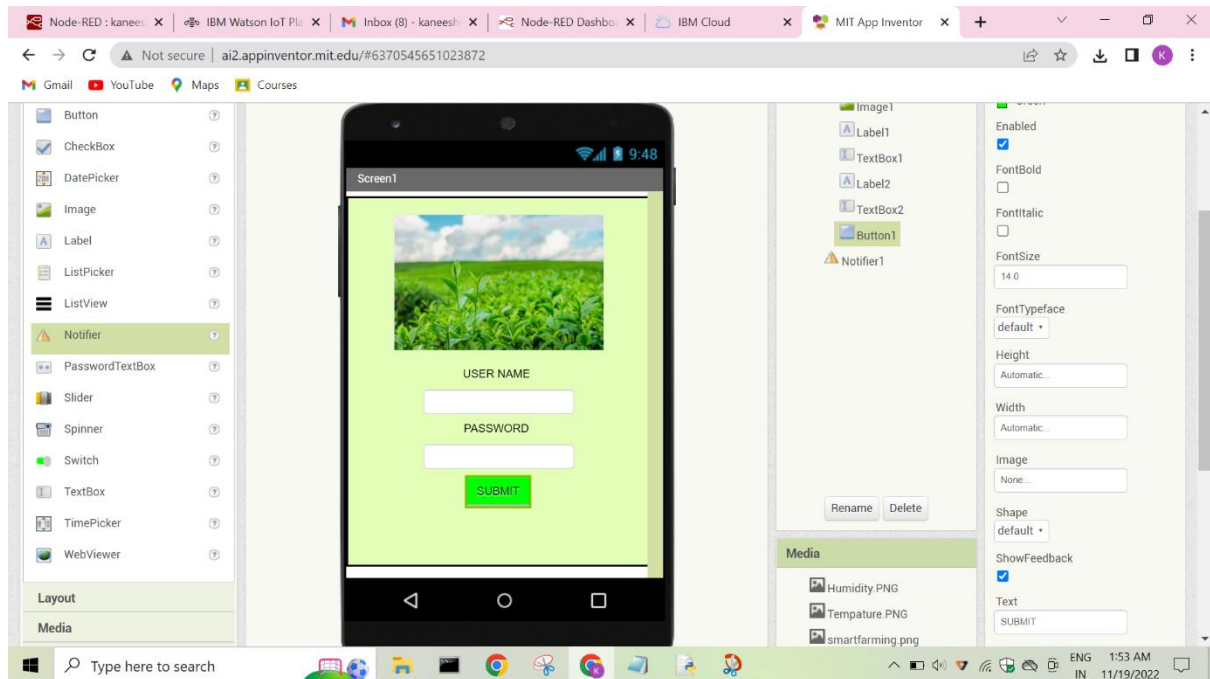 Node-RED : kanees
IBM Watson IoT Pla
Inbox (8) - kaneesh
Node-RED Dashbo
IBM Cloud
MIT App Inventor
Not secure | ai2.appinventor.mit.edu/#6370545651023872
K
Gmail
YouTube
Maps
Courses
Button
CheckBox
DatePicker
Image
Label
ListPicker
ListView
Notifier
PasswordTextBox
Slider
Spinner
Switch
TextBox
TimePicker
WebViewer
Layout
Media
9:48
Screen1
USER NAME
PASSWORD
SUBMIT
Image1
Label1
TextBox1
Label2
TextBox2
Button1
Notifier1
Rename Delete
Media
Humidity.PNG
Tempature.PNG
smartfarming.png
Enabled
FontBold
FontItalic
FontSize
14.0
FontTypeface
default
Height
Automatic...
Width
Automatic...
Image
None...
Shape
default
ShowFeedback
Text
SUBMIT
Type here to search
ENG
IN
1:53 AM
11/19/2022